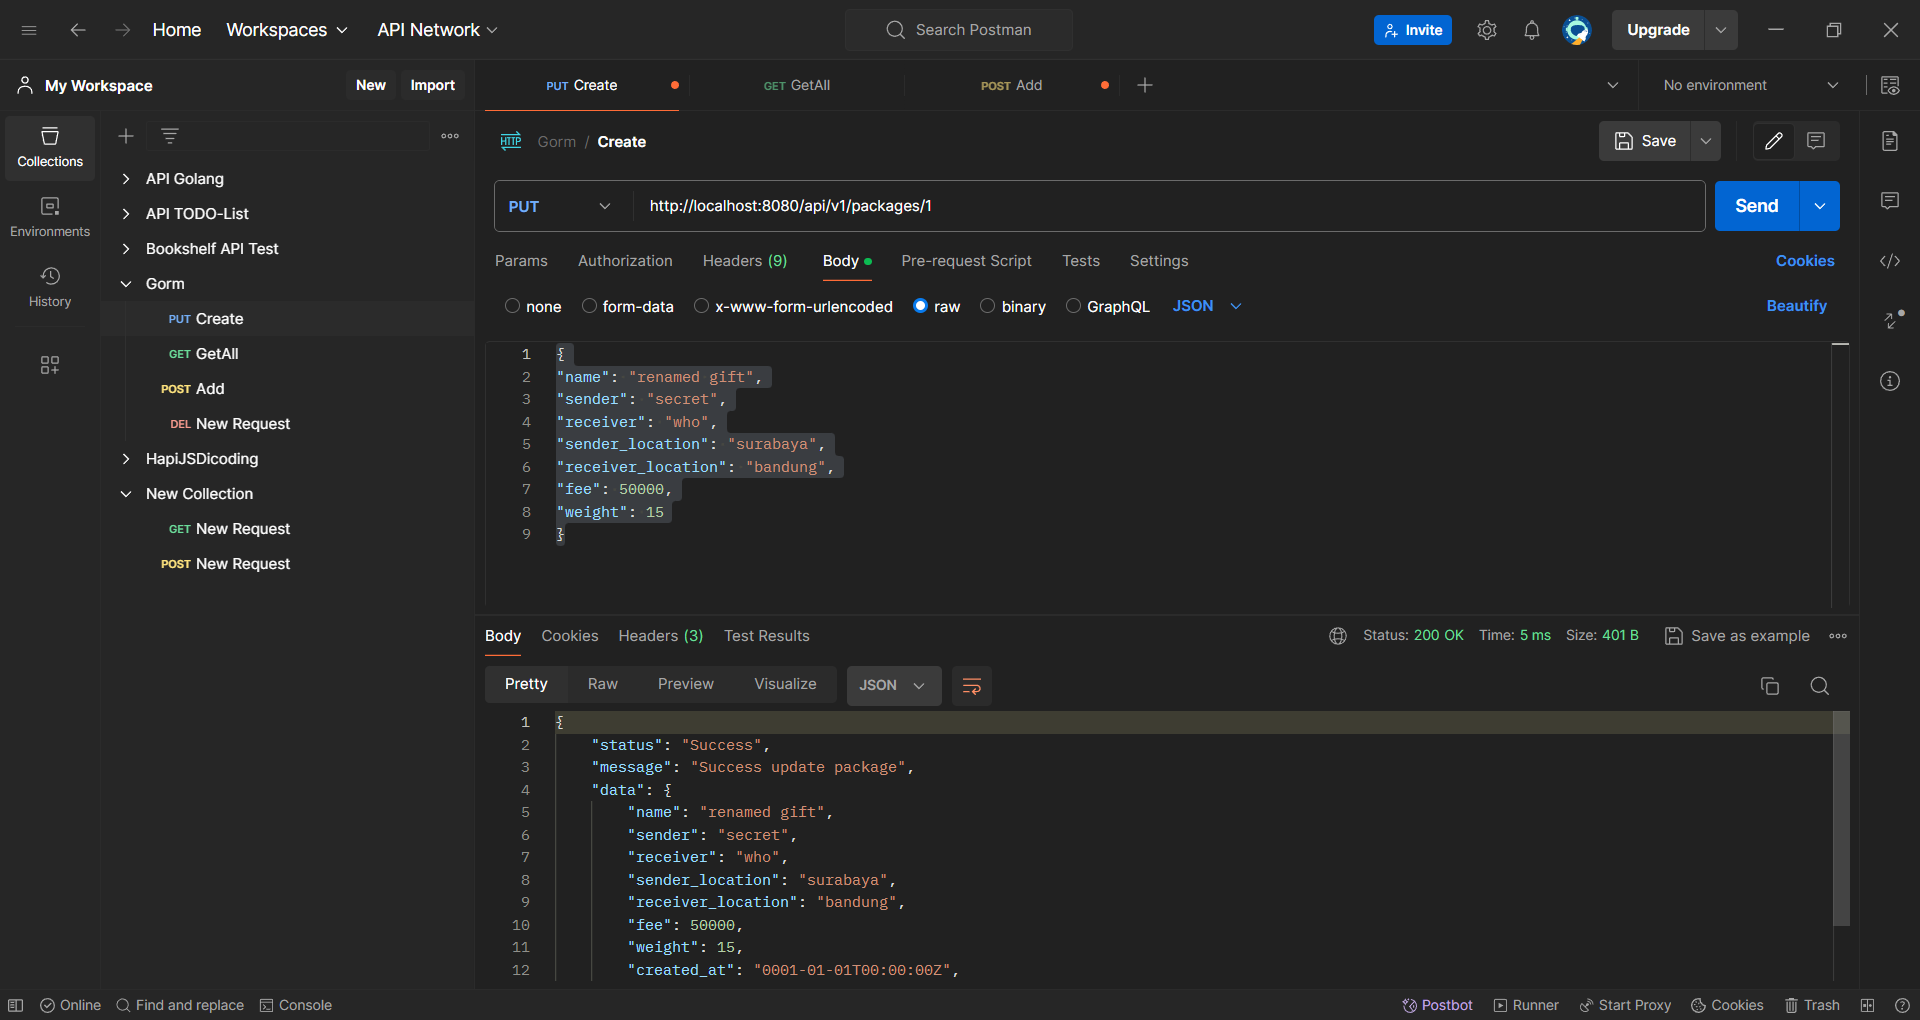 Home Workspaces API Network Search Postman Invite Upgrade
My Workspace New Import PUT Create GET GetAll POST Add No environment
Collections
Environments
History
API Golang
API TODO-List
Bookshelf API Test
Gorm
PUT Create
GET GetAll
POST Add
DEL New Request
HapiJSDicoding
New Collection
GET New Request
POST New Request
HTTP Gorm / Create Save
PUT http://localhost:8080/api/v1/packages/1 Send
Params Authorization Headers (9) Body Pre-request Script Tests Settings Cookies
none form-data x-www-form-urlencoded raw binary GraphQL JSON Beautify
1 {
2 "name": "renamed gift",
3 "sender": "secret",
4 "receiver": "who",
5 "sender_location": "surabaya",
6 "receiver_location": "bandung",
7 "fee": 50000,
8 "weight": 15
9 }
Body Cookies Headers (3) Test Results Status: 200 OK Time: 5 ms Size: 401 B Save as example
Pretty Raw Preview Visualize JSON
1 {
2 "status": "Success",
3 "message": "Success update package",
4 "data": {
5 "name": "renamed gift",
6 "sender": "secret",
7 "receiver": "who",
8 "sender_location": "surabaya",
9 "receiver_location": "bandung",
10 "fee": 50000,
11 "weight": 15,
12 "created_at": "0001-01-01T00:00:00Z",
Online Find and replace Console Postbot Runner Start Proxy Cookies Trash